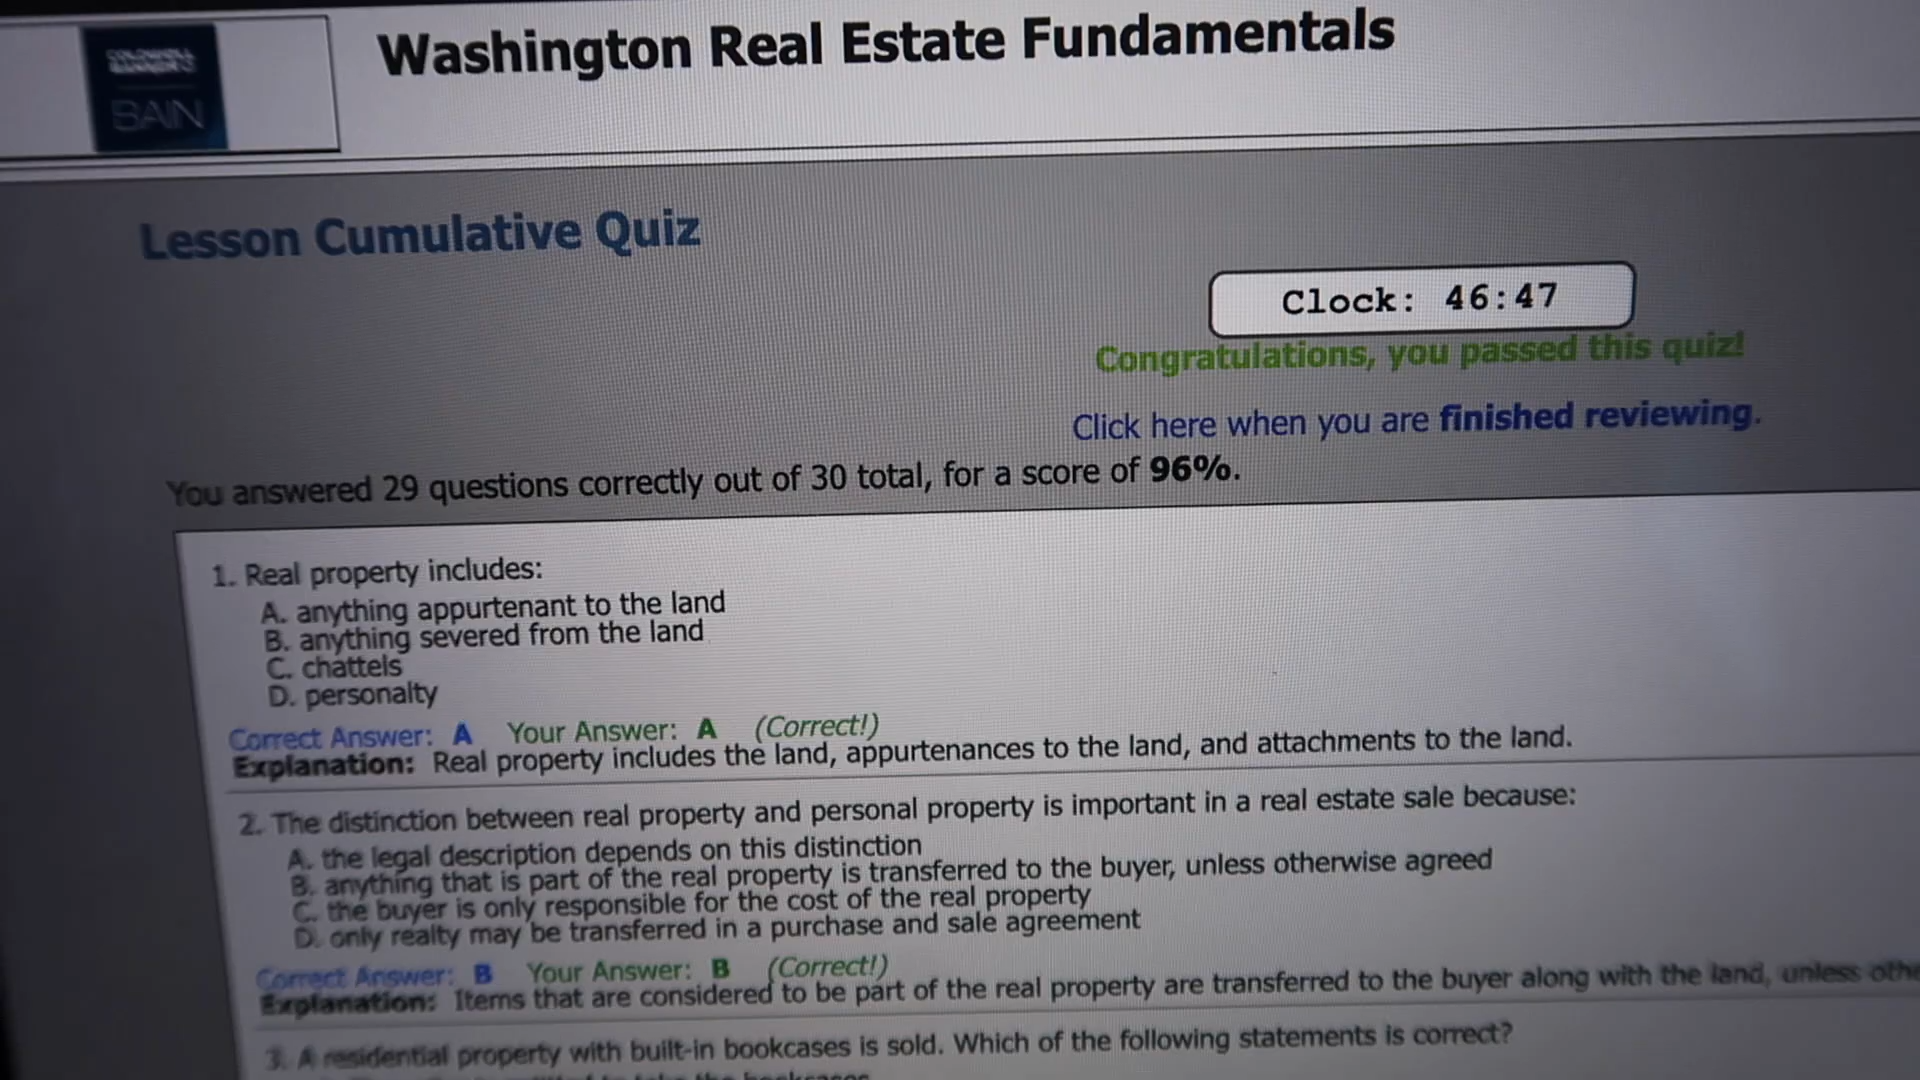 COLDWELL
BANKER
BAIN
Washington Real Estate Fundamentals
Lesson Cumulative Quiz
Clock: 46:47
Congratulations, you passed this quiz!
Click here when you are finished reviewing.
You answered 29 questions correctly out of 30 total, for a score of 96%.
1. Real property includes:
A. anything appurtenant to the land
B. anything severed from the land
C. chattels
D. personalty
Correct Answer: A Your Answer: A (Correct!)
Explanation: Real property includes the land, appurtenances to the land, and attachments to the land.
2. The distinction between real property and personal property is important in a real estate sale because:
A. the legal description depends on this distinction
B. anything that is part of the real property is transferred to the buyer, unless otherwise agreed
C. the buyer is only responsible for the cost of the real property
D. only realty may be transferred in a purchase and sale agreement
Correct Answer: B Your Answer: B (Correct!)
Explanation: Items that are considered to be part of the real property are transferred to the buyer along with the land, unless othe
3. A residential property with built-in bookcases is sold. Which of the following statements is correct?